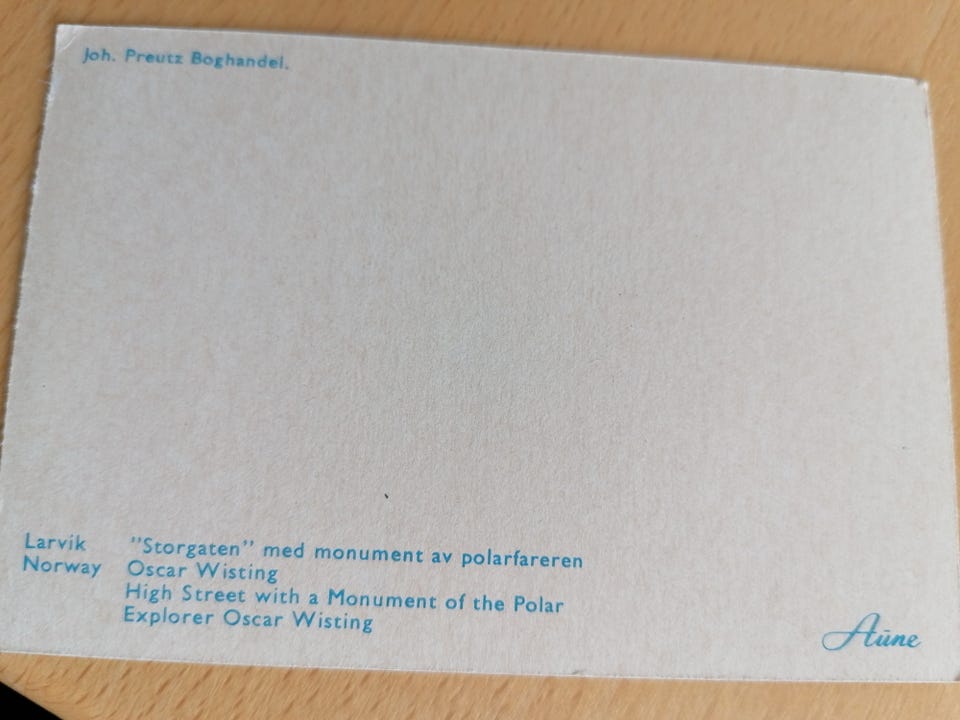 Joh. Preutz Boghandel.
Larvik "Storgaten" med monument av polarfareren
Norway Oscar Wisting
High Street with a Monument of the Polar
Explorer Oscar Wisting
Aūne